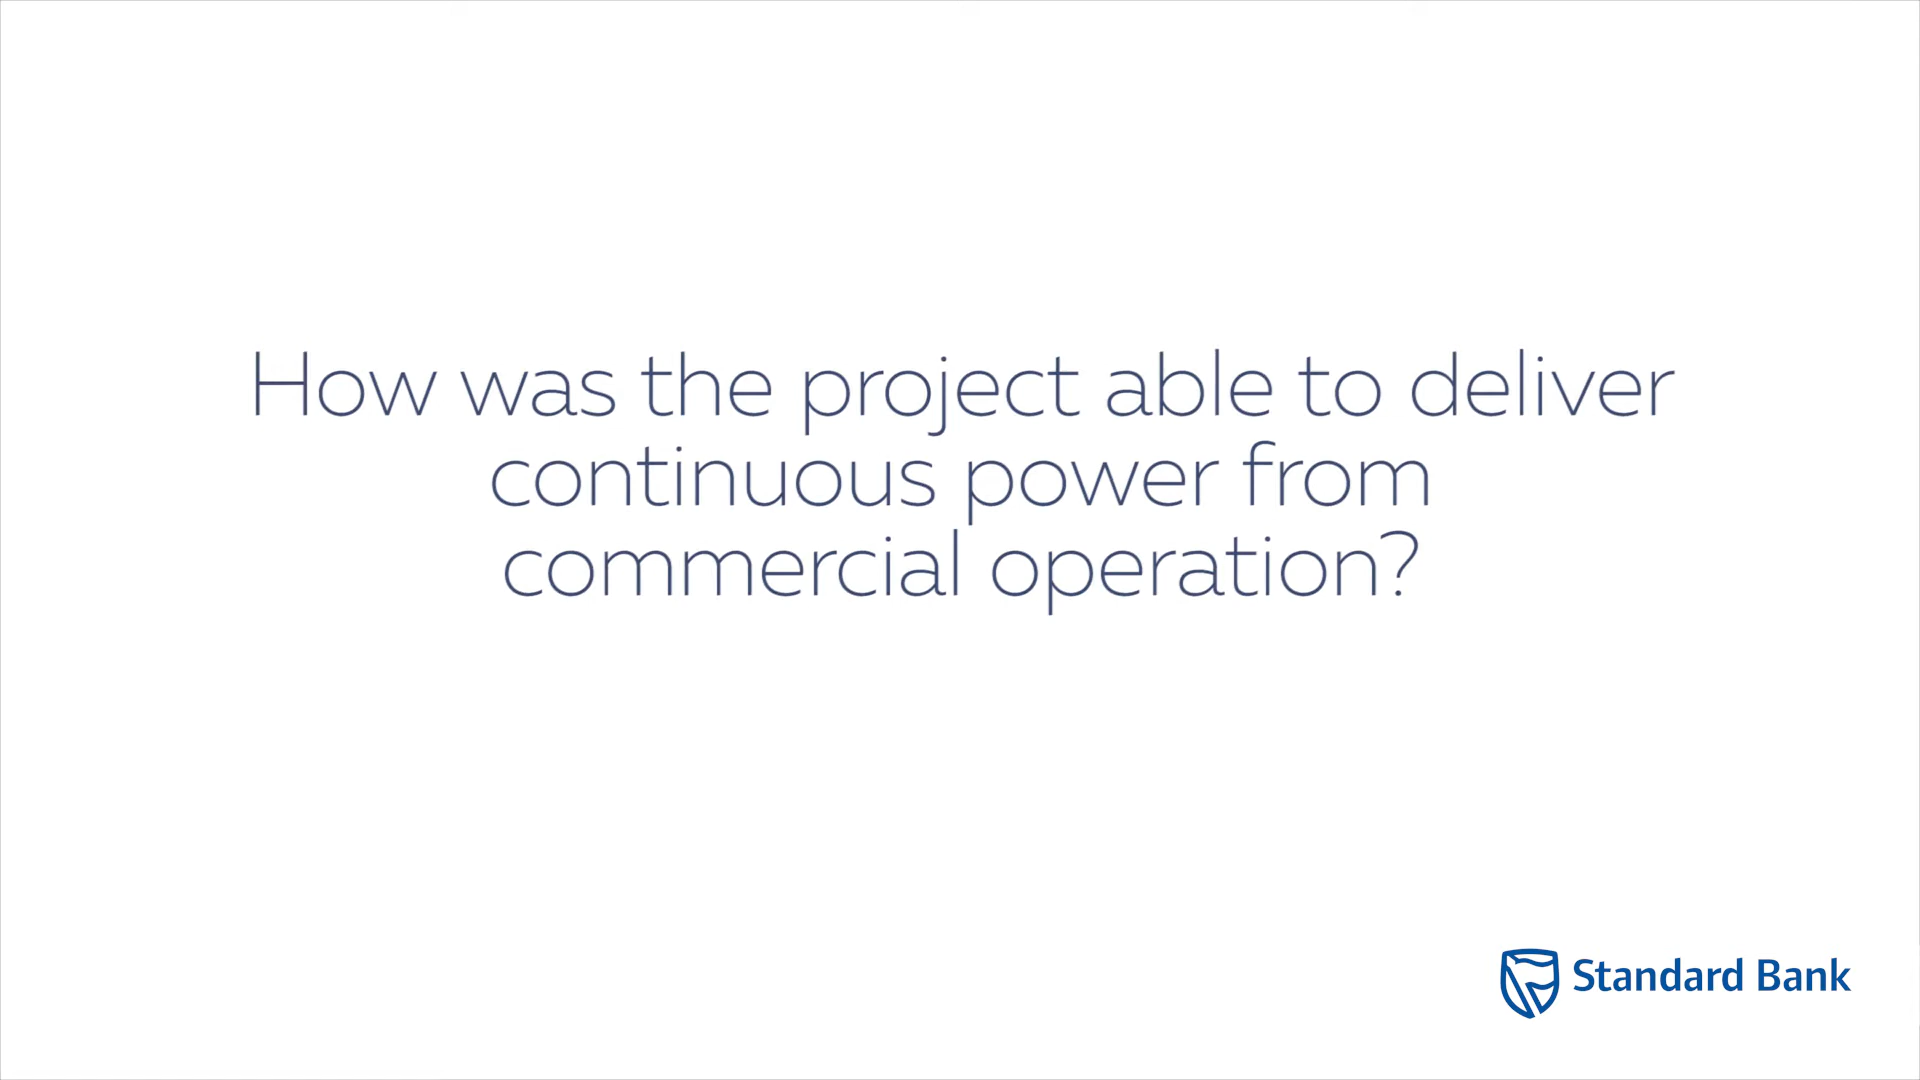 How was the project able to deliver
continuous power from
commercial operation?
Standard Bank